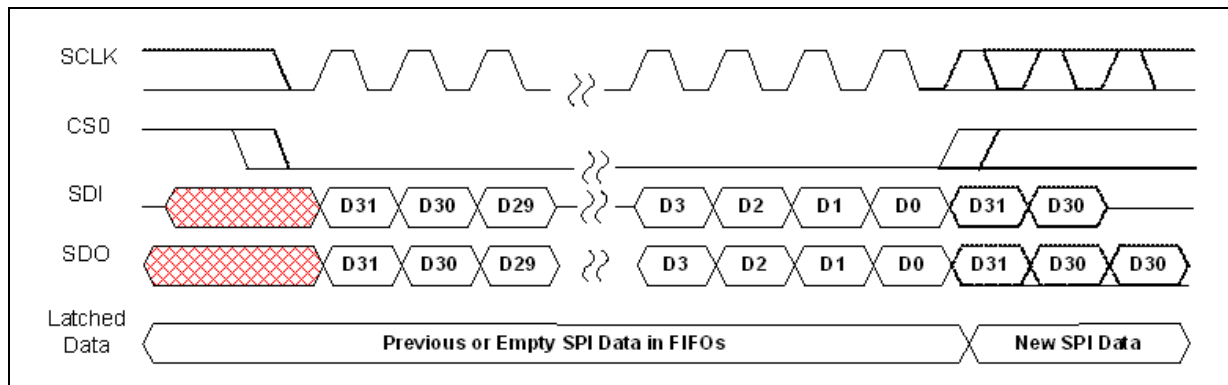 SCLK
CS0
SDI D31 D30 D29 D3 D2 D1 D0 D31 D30
SDO D31 D30 D29 D3 D2 D1 D0 D31 D30 D30
Latched
Data
Previous or Empty SPI Data in FIFOs New SPI Data